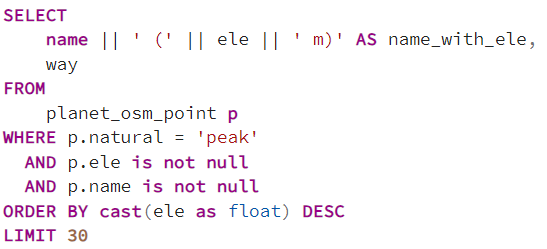 SELECT
    name || ' (' || ele || ' m)' AS name_with_ele,
    way
FROM
    planet_osm_point p
WHERE p.natural = 'peak'
  AND p.ele is not null
  AND p.name is not null
ORDER BY cast(ele as float) DESC
LIMIT 30